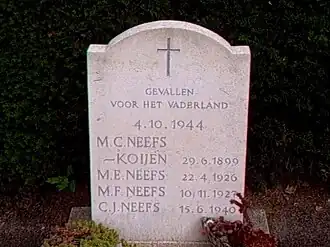 GEVALLEN
VOOR HET VADERLAND
4.10.1944
M.C.NEEFS
–KOIJEN 29.6.1899
M.E.NEEFS 22.4.1926
M.F.NEEFS 10.11.1927
C.J.NEEFS 15.6.1940